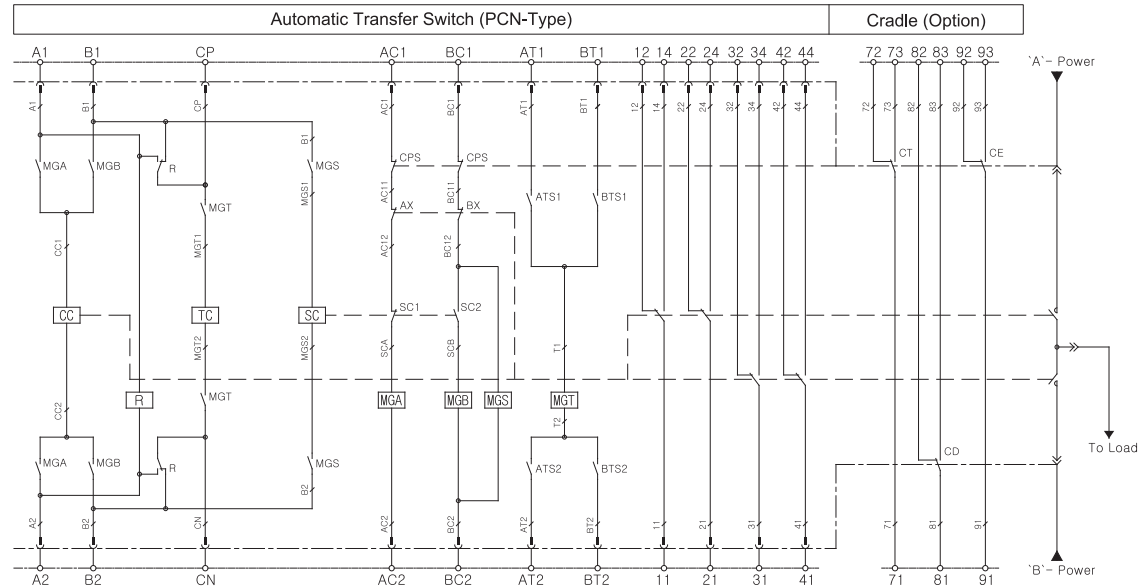 Automatic Transfer Switch (PCN-Type) Cradle (Option)
A1 B1 CP AC1 BC1 AT1 BT1 12 14 22 24 32 34 42 44 72 73 82 83 92 93
`A`- Power
A1 B1 CP AC1 BC1 AT1 BT1 12 14 22 24 32 34 42 44 72 73 82 83 92 93
B1
MGA MGB R MGS CPS CPS CT CE
AC11 BC11 MGS1
MGT ATS1 BTS1
AX BX
CC1 MGT1 AC12 BC12
SC1 SC2
CC TC SC
MGT2 MGS2 SCA SCB T1
R MGT MGA MGB MGS MGT
CC2 T2
To Load
MGA MGB R MGS ATS2 BTS2 CD
B2
A2 B2 CN AC2 BC2 AT2 BT2 11 21 31 41 71 81 91
`B`- Power
A2 B2 CN AC2 BC2 AT2 BT2 11 21 31 41 71 81 91